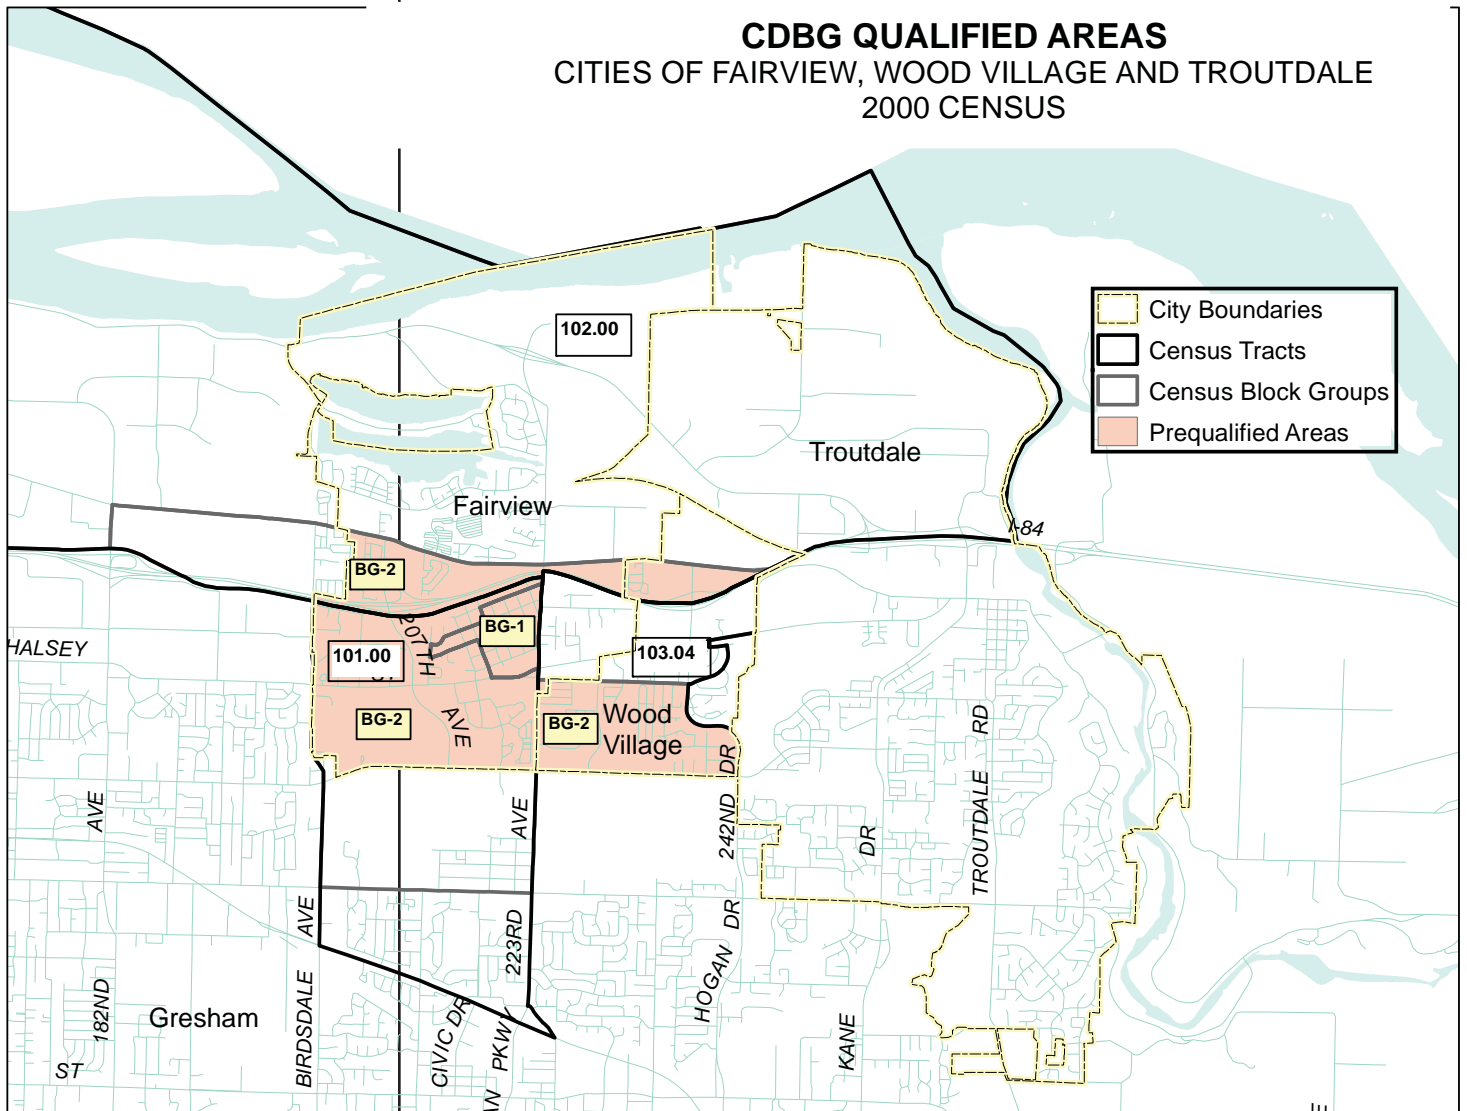 CDBG QUALIFIED AREAS
CITIES OF FAIRVIEW, WOOD VILLAGE AND TROUTDALE
2000 CENSUS
City Boundaries
Census Tracts
Census Block Groups
Prequalified Areas
102.00
Troutdale
Fairview
I-84
BG-2
BG-1
207TH
AVE
HALSEY
101.00
103.04
BG-2
BG-2
Wood
Village
242ND
DR
TROUTDALE
RD
AVE
AVE
DR
AVE
223RD
HOGAN
DR
182ND
Gresham
BIRDSDALE
CIVIC DR
PKWY
KANE
ST